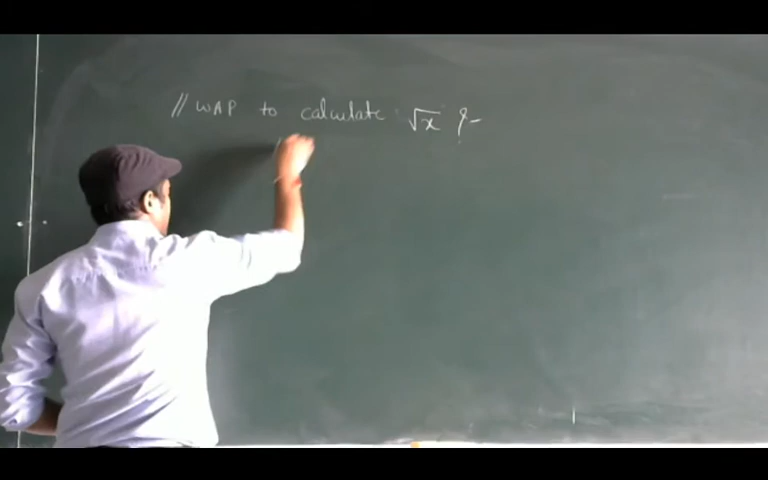 // WAP to calculate √x ?-